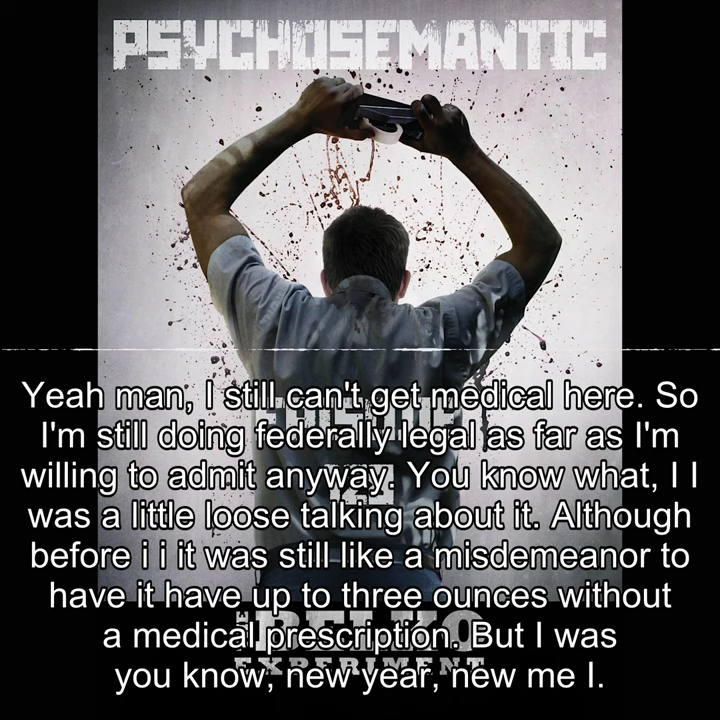 PSYCHOSEMANTIC
Yeah man, I still can't get medical here. So
I'm still doing federally legal as far as I'm
willing to admit anyway. You know what, I I
was a little loose talking about it. Although
before i i it was still like a misdemeanor to
have it have up to three ounces without
a medical prescription. But I was
you know, new year, new me I.
BELKO
EXPERIMENT